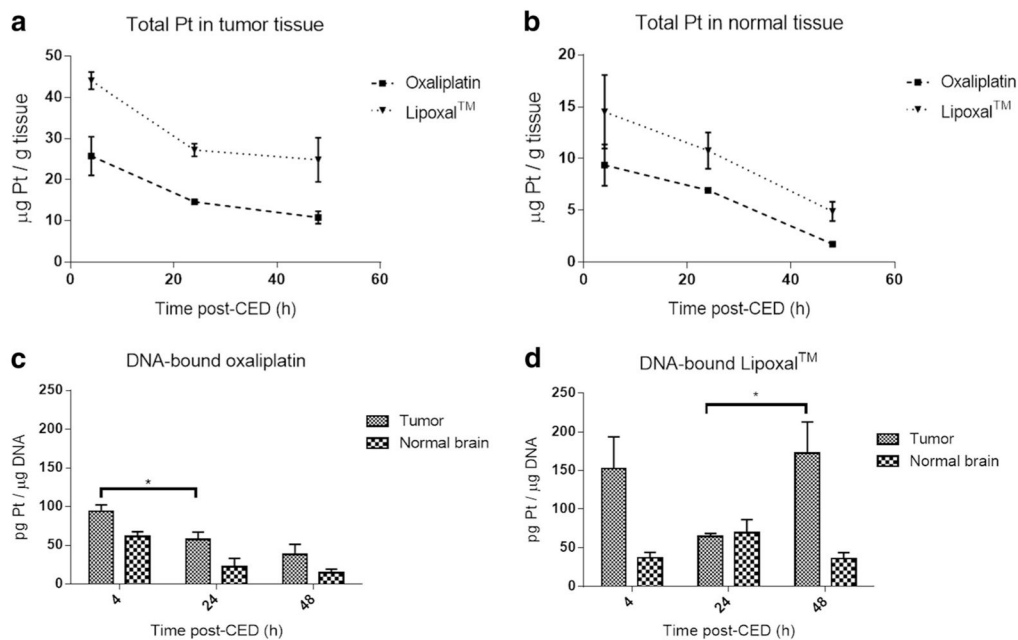 a
Total Pt in tumor tissue
50
40
30
20
10
0
µg Pt / g tissue
0 20 40 60
Time post-CED (h)
Oxaliplatin
Lipoxal™
b
Total Pt in normal tissue
20
15
10
5
0
µg Pt / g tissue
0 20 40 60
Time post-CED (h)
Oxaliplatin
Lipoxal™
c
DNA-bound oxaliplatin
250
200
150
100
50
0
pg Pt / µg DNA
*
4 24 48
Time post-CED (h)
Tumor
Normal brain
d
DNA-bound Lipoxal™
250
200
150
100
50
0
pg Pt / µg DNA
*
4 24 48
Time post-CED (h)
Tumor
Normal brain